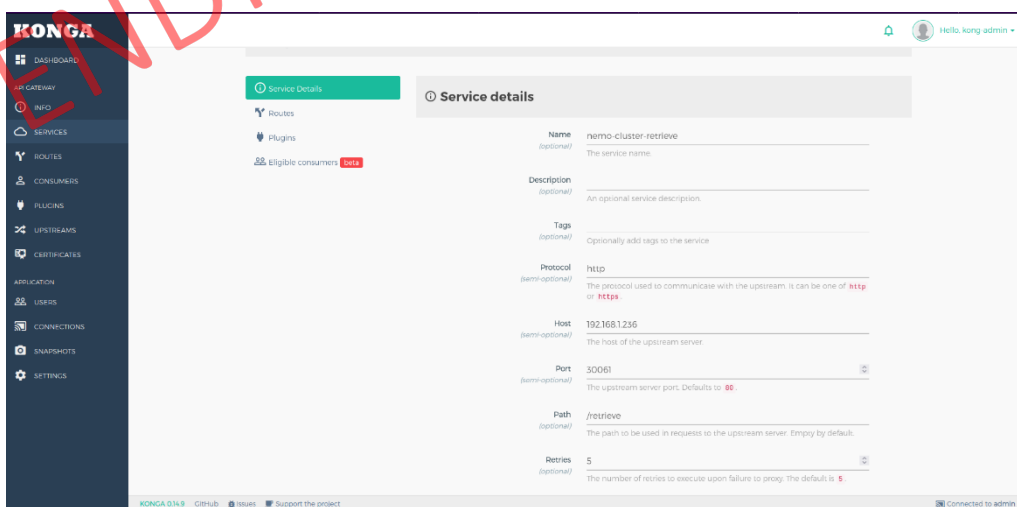 KONGA
Hello, kong admin
DASHBOARD
API GATEWAY
INFO
SERVICES
ROUTES
CONSUMERS
PLUGINS
UPSTREAMS
CERTIFICATES
APPLICATION
USERS
CONNECTIONS
SNAPSHOTS
SETTINGS
Service Details
Routes
Plugins
Eligible consumers beta
Service details
Name
(optional)
nemo-cluster-retrieve
The service name.
Description
(optional)
An optional service description.
Tags
(optional)
Optionally add tags to the service
Protocol
(semi-optional)
http
The protocol used to communicate with the upstream. It can be one of http
or https.
Host
(semi-optional)
192.168.1.236
The host of the upstream server.
Port
(semi-optional)
30061
The upstream server port. Defaults to 80.
Path
(optional)
/retrieve
The path to be used in requests to the upstream server. Empty by default.
Retries
(optional)
5
The number of retries to execute upon failure to proxy. The default is 5.
KONGA 0.14.9 GitHub Issues Support the project
Connected to admin